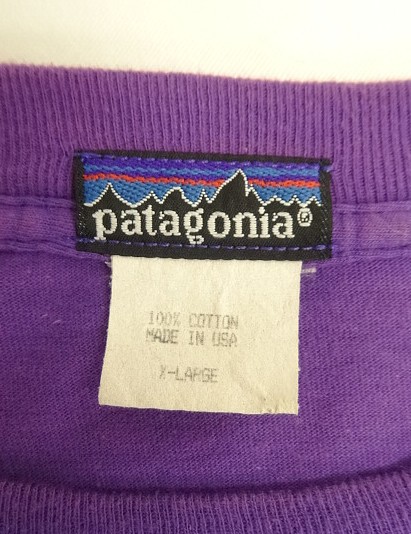 patagonia®
100% COTTON
MADE IN USA
X-LARGE